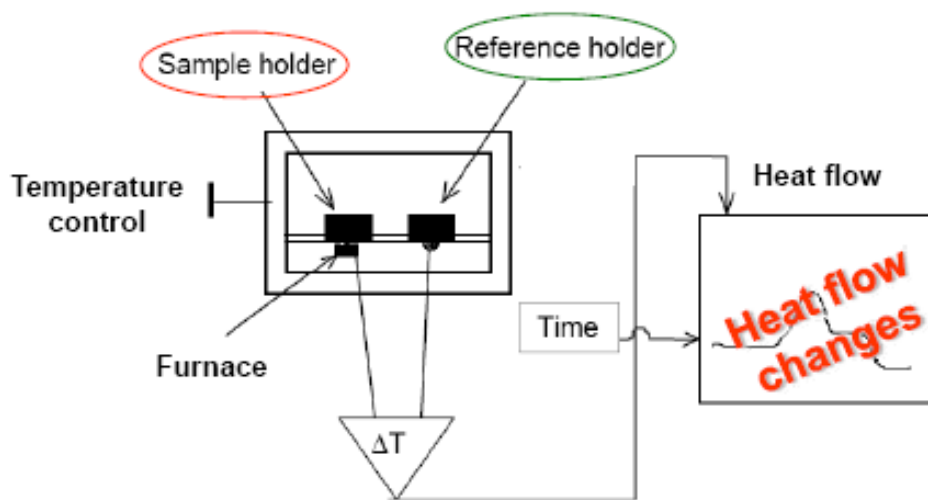 Sample holder
Reference holder
Temperature
control
Heat flow
Heat flow
changes
Time
Furnace
ΔT